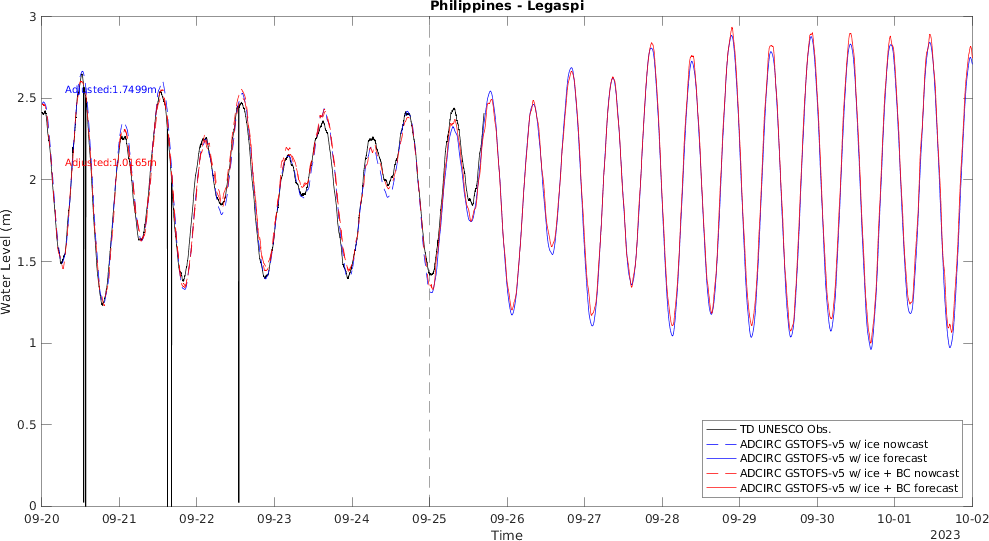 Philippines - Legaspi
3
2.5
2
1.5
1
0.5
0
Water Level (m)
Adjusted:1.7499m
Adjusted:1.0165m
TD UNESCO Obs.
ADCIRC GSTOFS-v5 w/ ice nowcast
ADCIRC GSTOFS-v5 w/ ice forecast
ADCIRC GSTOFS-v5 w/ ice + BC nowcast
ADCIRC GSTOFS-v5 w/ ice + BC forecast
09-20 09-21 09-22 09-23 09-24 09-25 09-26 09-27 09-28 09-29 09-30 10-01 10-02
Time
2023